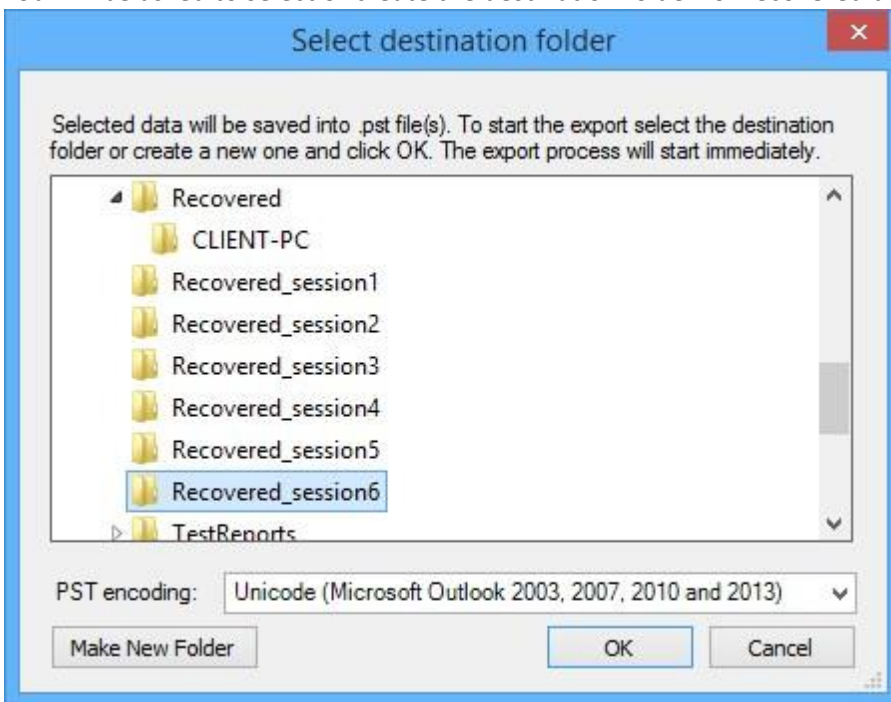 Select destination folder
Selected data will be saved into .pst file(s). To start the export select the destination
folder or create a new one and click OK. The export process will start immediately.
Recovered
CLIENT-PC
Recovered_session1
Recovered_session2
Recovered_session3
Recovered_session4
Recovered_session5
Recovered_session6
TestReports
PST encoding: Unicode (Microsoft Outlook 2003, 2007, 2010 and 2013)
Make New Folder OK Cancel